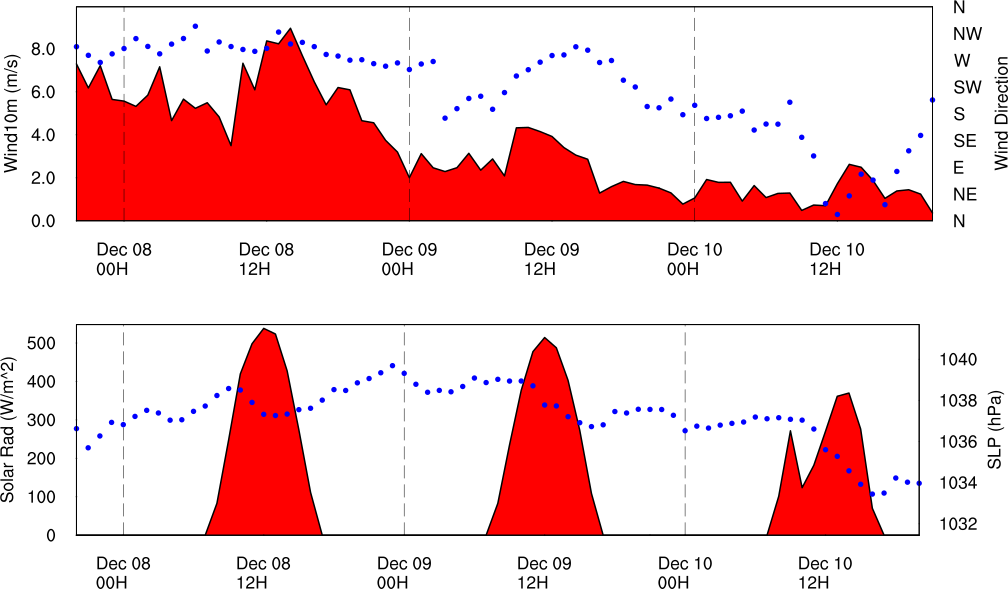 N
8.0
NW
W
6.0
SW
S
4.0
SE
E
2.0
NE
0.0
N
Wind10m (m/s)
Wind Direction
Dec 08 Dec 08 Dec 09 Dec 09 Dec 10 Dec 10
00H 12H 00H 12H 00H 12H
500
1040
400
1038
300
1036
200
1034
100
1032
0
Solar Rad (W/m^2)
SLP (hPa)
Dec 08 Dec 08 Dec 09 Dec 09 Dec 10 Dec 10
00H 12H 00H 12H 00H 12H